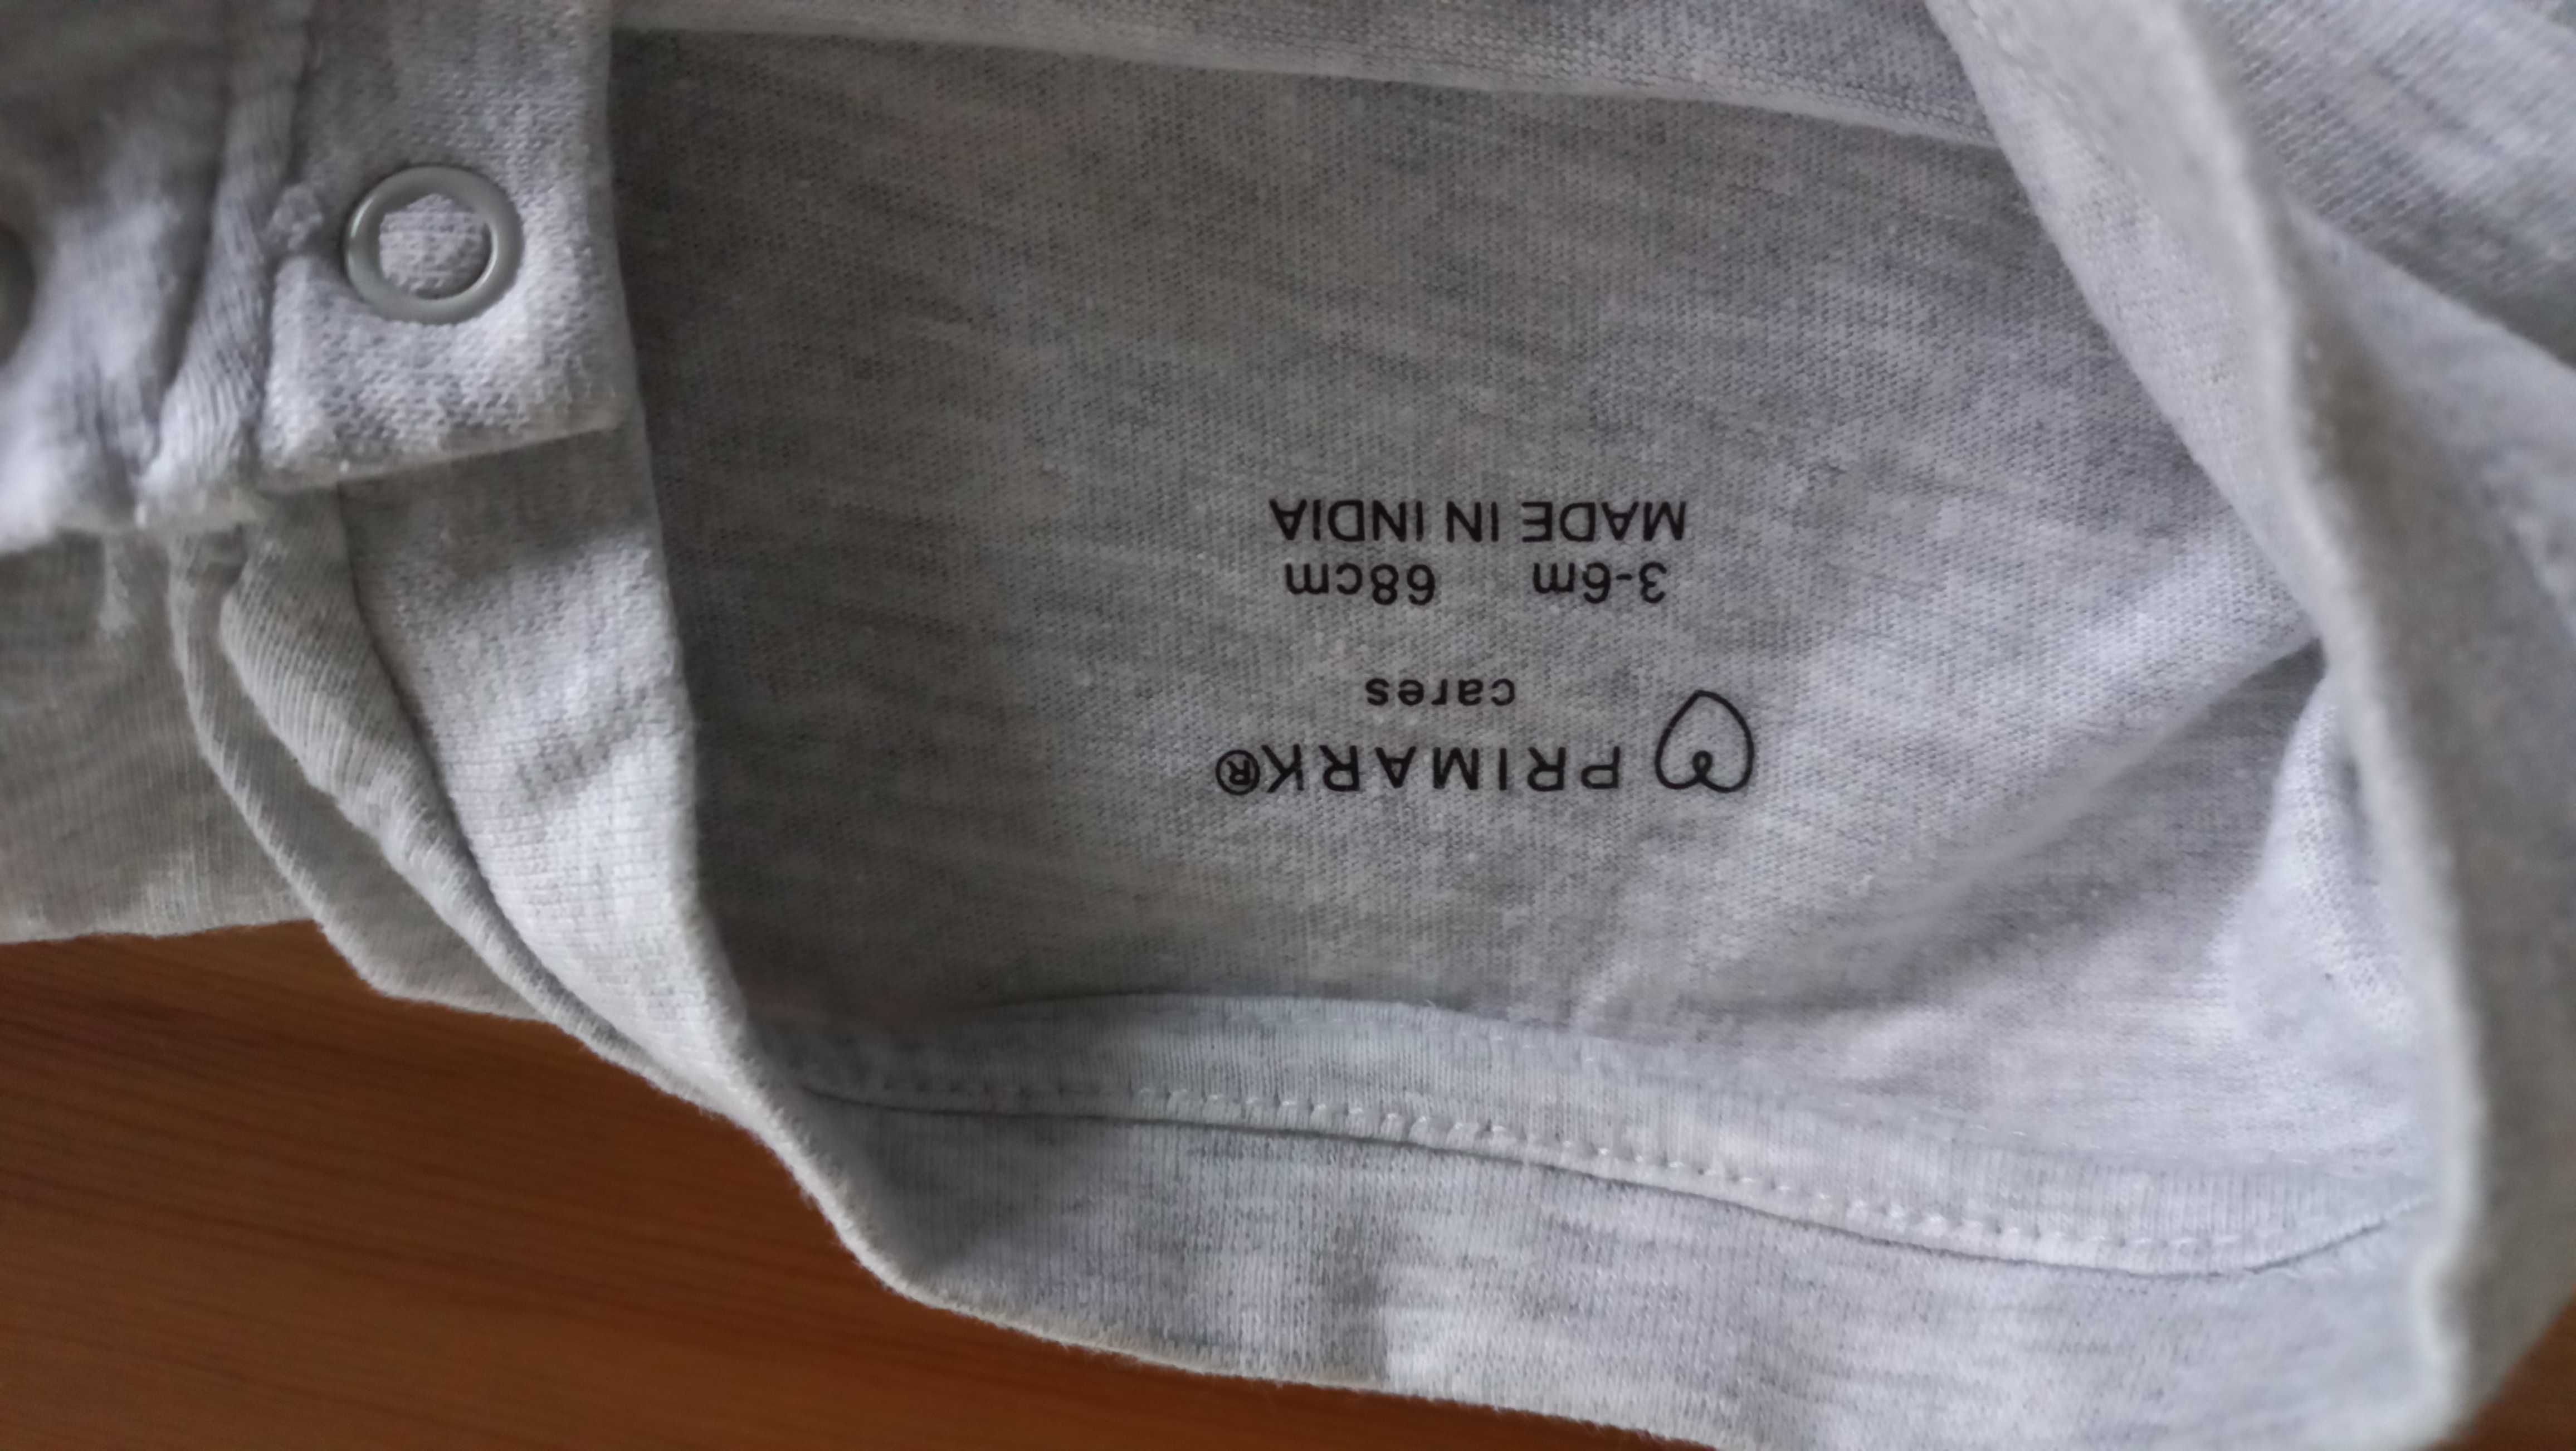 PRIMARK®
cares
3-6m 68cm
MADE IN INDIA